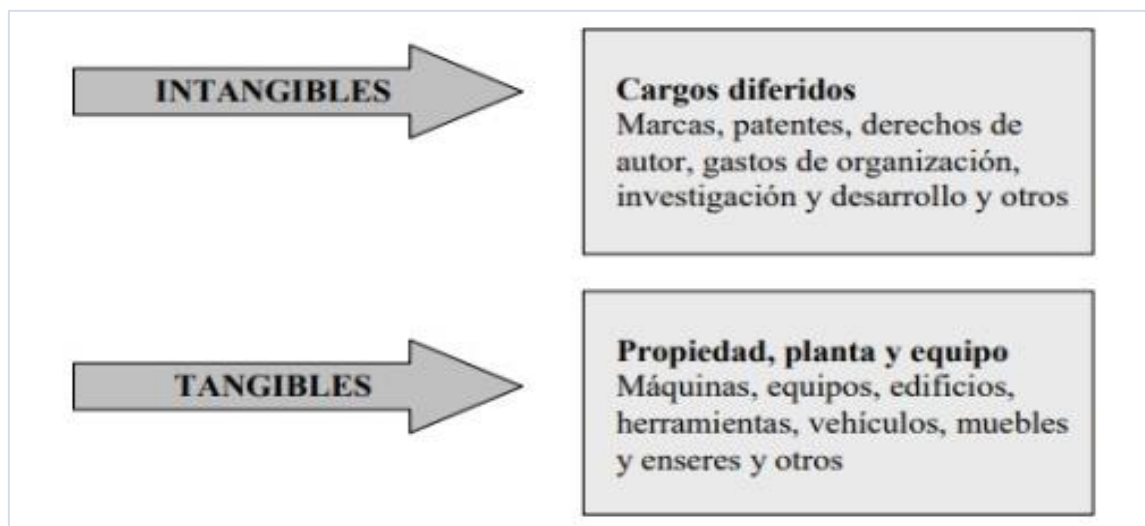 INTANGIBLES
Cargos diferidos
Marcas, patentes, derechos de
autor, gastos de organización,
investigación y desarrollo y otros
TANGIBLES
Propiedad, planta y equipo
Máquinas, equipos, edificios,
herramientas, vehículos, muebles
y enseres y otros